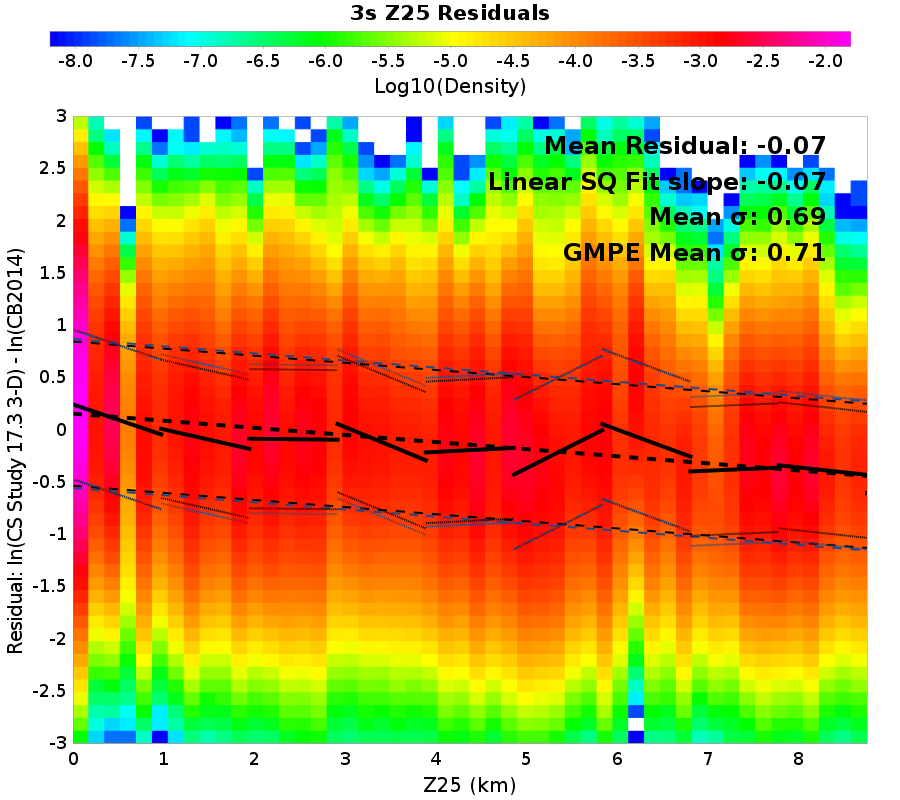 3s Z25 Residuals
-8.0 -7.5 -7.0 -6.5 -6.0 -5.5 -5.0 -4.5 -4.0 -3.5 -3.0 -2.5 -2.0
Log10(Density)
Mean Residual: -0.07
Linear SQ Fit slope: -0.07
Mean σ: 0.69
GMPE Mean σ: 0.71
Residual: ln(CS Study 17.3 3-D) - ln(CB2014)
3
2.5
2
1.5
1
0.5
0
-0.5
-1
-1.5
-2
-2.5
-3
0 1 2 3 4 5 6 7 8
Z25 (km)